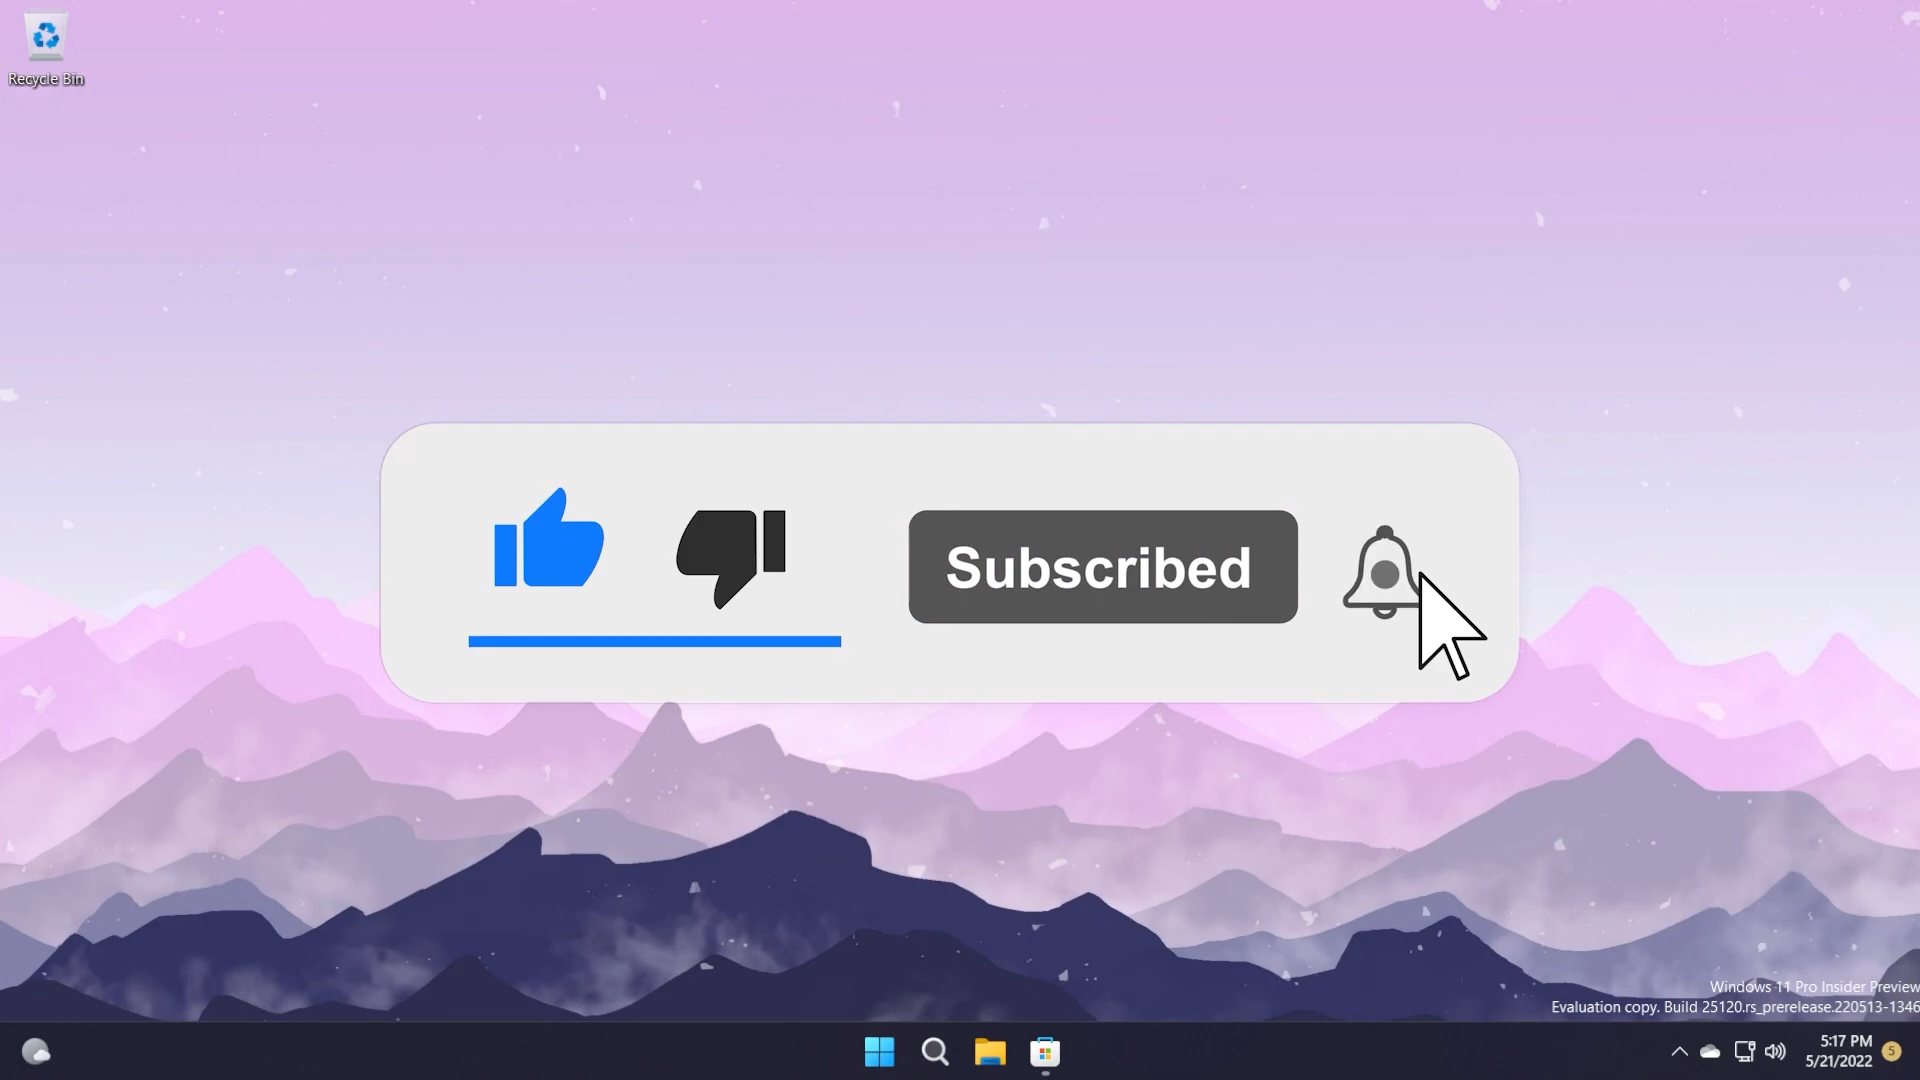 Recycle Bin
Subscribed
Windows 11 Pro Insider Preview
Evaluation copy. Build 25120.rs_prerelease.220513-1346
5:17 PM
5/21/2022
5